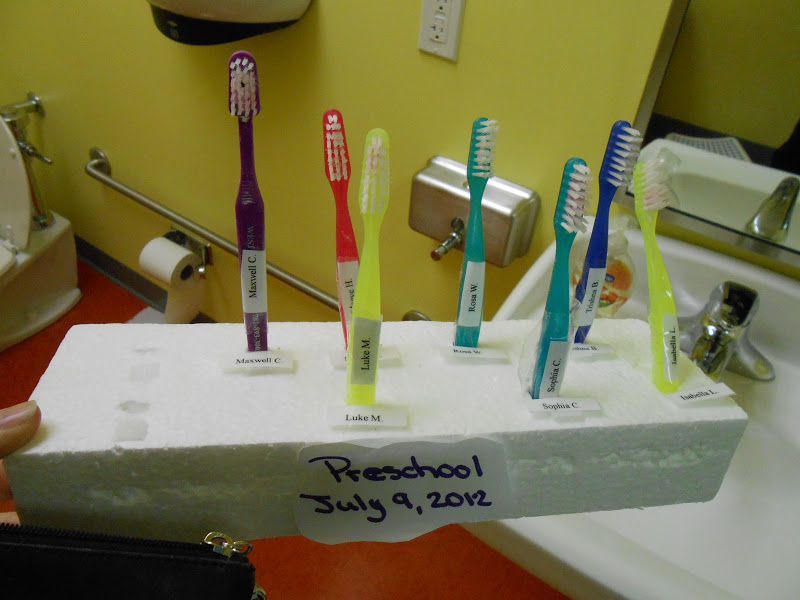 Maxwell C.
Maxwell C.
H.
Luke M.
Luke M.
Rosa W.
Rosa W.
Sophia C.
Sophia C.
B.
B.
Isabella L.
Isabella L.
Preschool
July 9, 2012